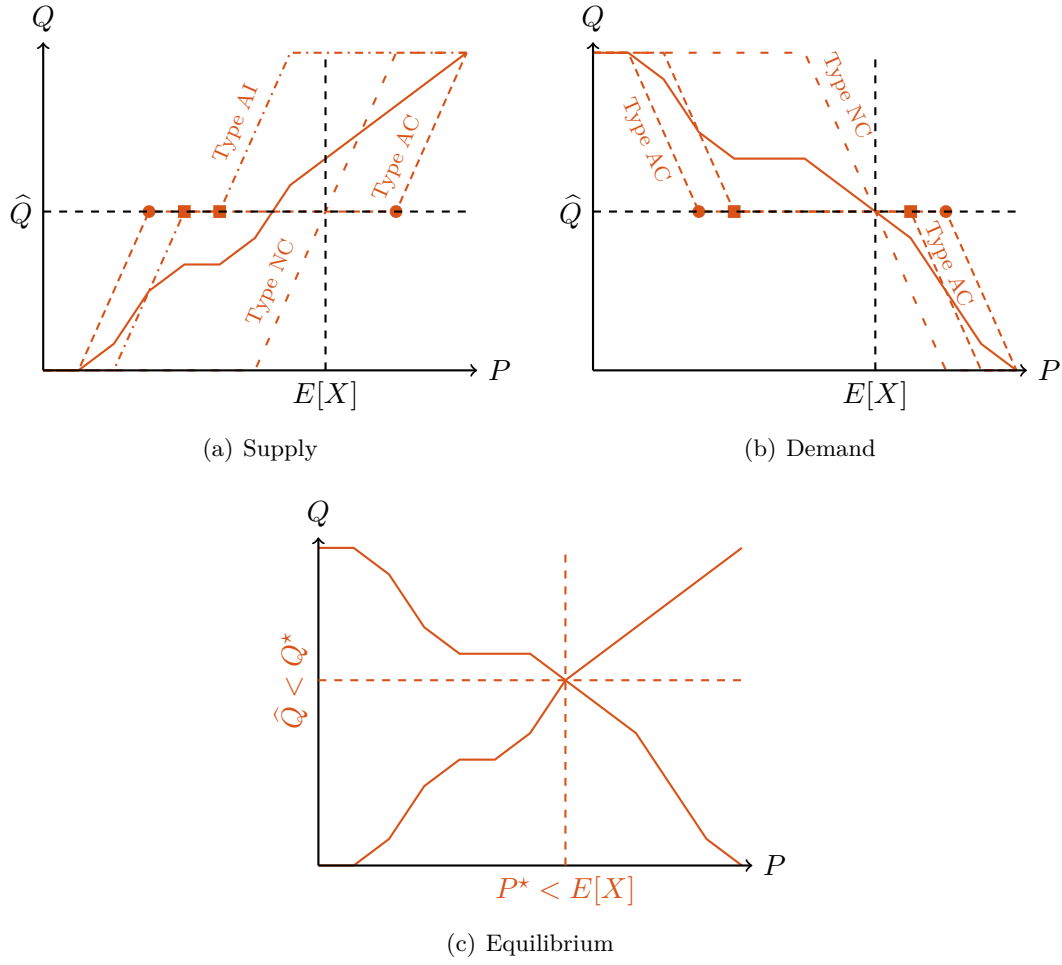 Q
Q
Type AI
Type NC
Type AC
Type AC
Type NC
Type AC
Q̂
Q̂
P
P
E[X]
E[X]
(a) Supply
(b) Demand
Q
Q̂ < Q⋆
P
P⋆ < E[X]
(c) Equilibrium